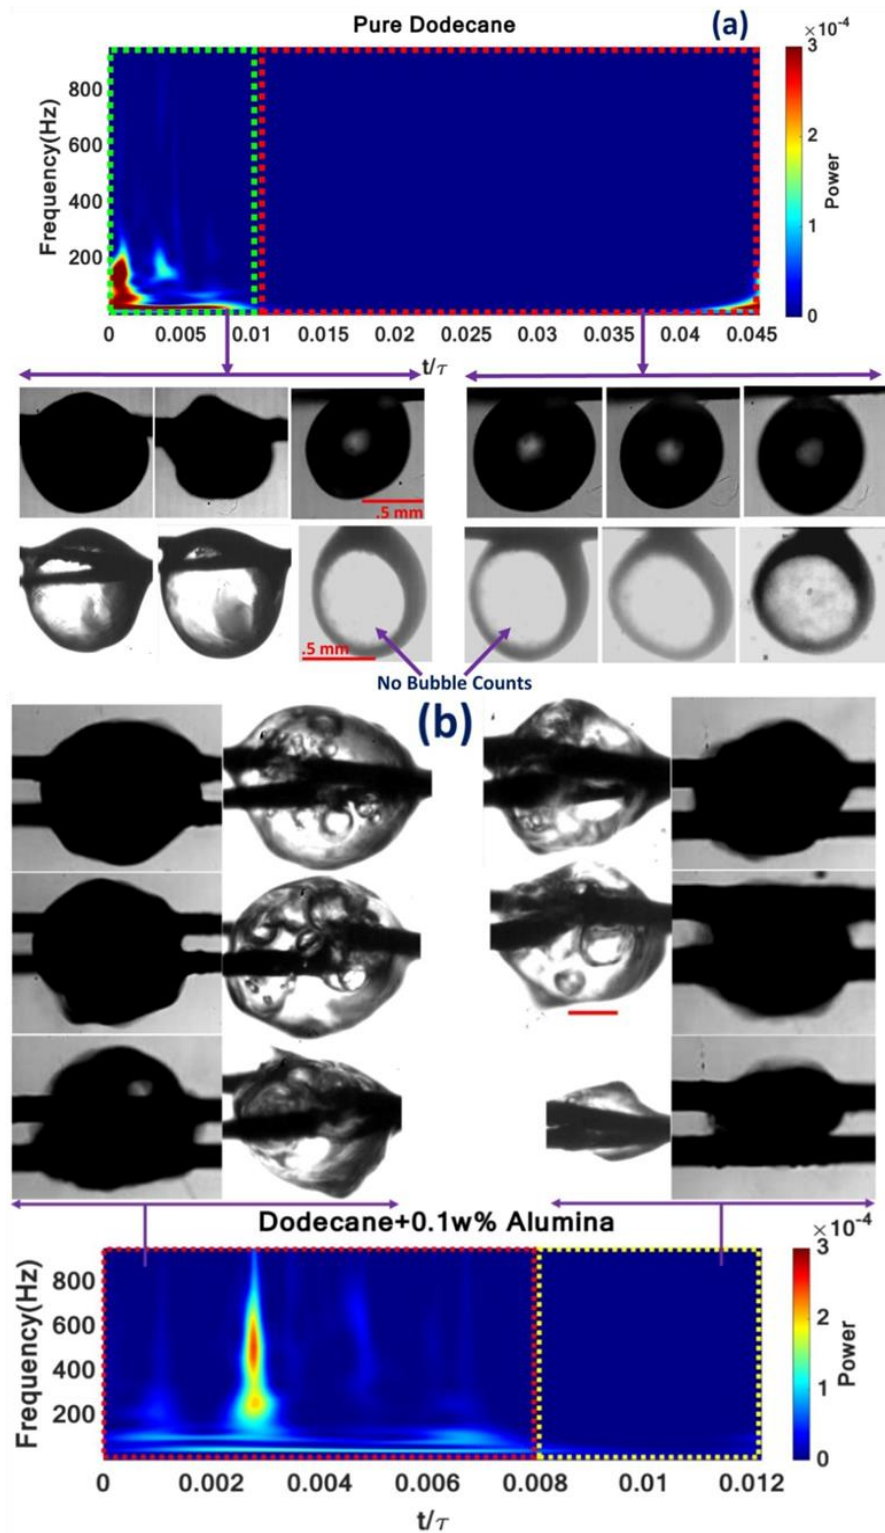 Pure Dodecane
(a)
×10⁻⁴
3
2
1
0
Power
Frequency(Hz)
800
600
400
200
0
0.005
0.01
0.015
0.02
0.025
0.03
0.035
0.04
0.045
t/τ
.5 mm
.5 mm
No Bubble Counts
(b)
Dodecane+0.1w% Alumina
×10⁻⁴
3
2
1
0
Power
Frequency(Hz)
800
600
400
200
0
0.002
0.004
0.006
0.008
0.01
0.012
t/τ